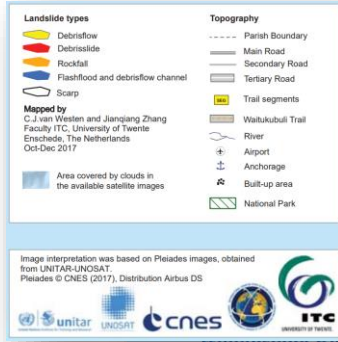 Landslide types
Debrisflow
Debrisslide
Rockfall
Flashflood and debrisflow channel
Scarp
Mapped by
C.J.van Westen and Jianqiang Zhang
Faculty ITC, University of Twente
Enschede, The Netherlands
Oct-Dec 2017
Area covered by clouds in
the available satellite images
Topography
Parish Boundary
Main Road
Secondary Road
Tertiary Road
Trail segments
Waitukubuli Trail
River
Airport
Anchorage
Built-up area
National Park
Image interpretation was based on Pleiades images, obtained
from UNITAR-UNOSAT.
Pleiades © CNES (2017), Distribution Airbus DS
unitar
UNOSAT
cnes
ITC
UNIVERSITY OF TWENTE.